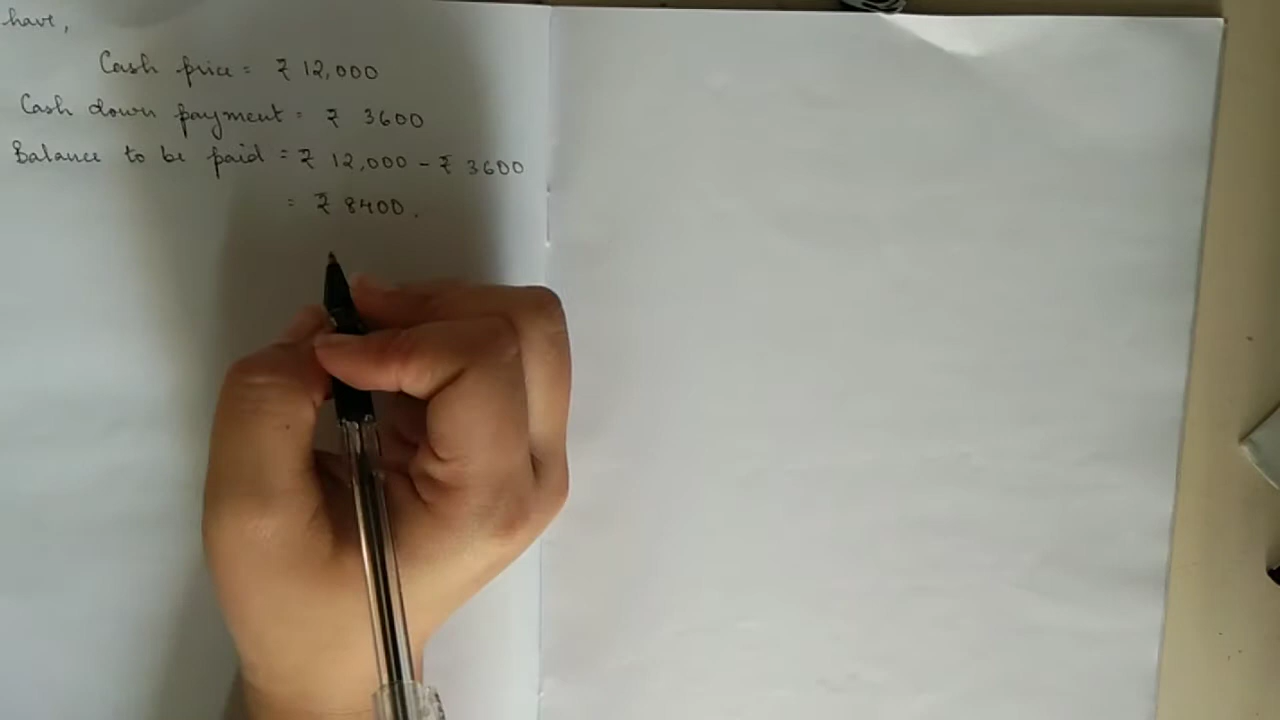 have,
Cash price = ₹ 12,000
Cash down payment = ₹ 3600
Balance to be paid = ₹ 12,000 - ₹ 3600
= ₹ 8400.